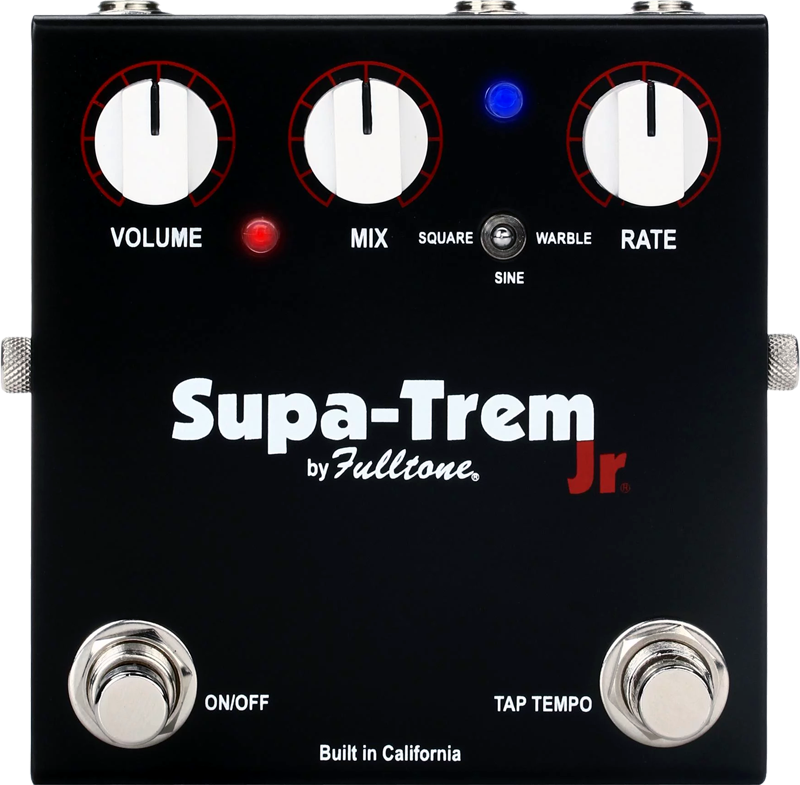 VOLUME
MIX
SQUARE
WARBLE
RATE
SINE
Supa-Trem
by Fulltone®
Jr®
ON/OFF
TAP TEMPO
Built in California